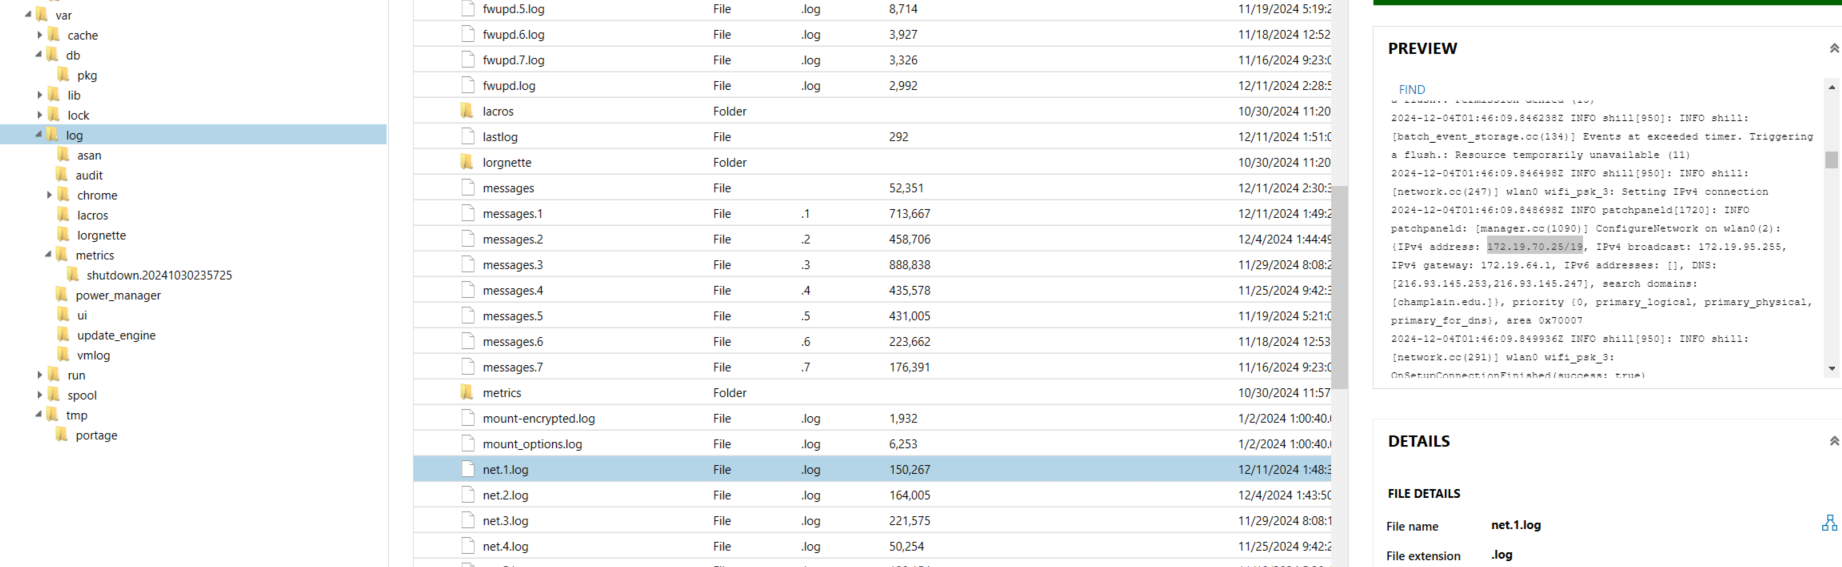 var
cache
db
pkg
lib
lock
log
asan
audit
chrome
lacros
lorgnette
metrics
shutdown.20241030235725
power_manager
ui
update_engine
vmlog
run
spool
tmp
portage
fwupd.5.log File .log 8,714 11/19/2024 5:19:2
fwupd.6.log File .log 3,927 11/18/2024 12:52
fwupd.7.log File .log 3,326 11/16/2024 9:23:0
fwupd.log File .log 2,992 12/11/2024 2:28:5
lacros Folder 10/30/2024 11:20
lastlog File 292 12/11/2024 1:51:0
lorgnette Folder 10/30/2024 11:20
messages File 52,351 12/11/2024 2:30:3
messages.1 File .1 713,667 12/11/2024 1:49:2
messages.2 File .2 458,706 12/4/2024 1:44:49
messages.3 File .3 888,838 11/29/2024 8:08:2
messages.4 File .4 435,578 11/25/2024 9:42:3
messages.5 File .5 431,005 11/19/2024 5:21:0
messages.6 File .6 223,662 11/18/2024 12:53
messages.7 File .7 176,391 11/16/2024 9:23:0
metrics Folder 10/30/2024 11:57
mount-encrypted.log File .log 1,932 1/2/2024 1:00:40.
mount_options.log File .log 6,253 1/2/2024 1:00:40.
net.1.log File .log 150,267 12/11/2024 1:48:3
net.2.log File .log 164,005 12/4/2024 1:43:50
net.3.log File .log 221,575 11/29/2024 8:08:1
net.4.log File .log 50,254 11/25/2024 9:42:2
PREVIEW
FIND
a flush.: Permission denied (13)
2024-12-04T01:46:09.846238Z INFO shill[950]: INFO shill:
[batch_event_storage.cc(134)] Events at exceeded timer. Triggering
a flush.: Resource temporarily unavailable (11)
2024-12-04T01:46:09.846498Z INFO shill[950]: INFO shill:
[network.cc(247)] wlan0 wifi_psk_3: Setting IPv4 connection
2024-12-04T01:46:09.848698Z INFO patchpaneld[1720]: INFO
patchpaneld: [manager.cc(1090)] ConfigureNetwork on wlan0(2):
{IPv4 address: 172.19.70.25/19, IPv4 broadcast: 172.19.95.255,
IPv4 gateway: 172.19.64.1, IPv6 addresses: [], DNS:
[216.93.145.253,216.93.145.247], search domains:
[champlain.edu.]}, priority {0, primary_logical, primary_physical,
primary_for_dns}, area 0x70007
2024-12-04T01:46:09.849936Z INFO shill[950]: INFO shill:
[network.cc(291)] wlan0 wifi_psk_3:
OnSetupConnectionFinished(success: true)
DETAILS
FILE DETAILS
File name net.1.log
File extension .log